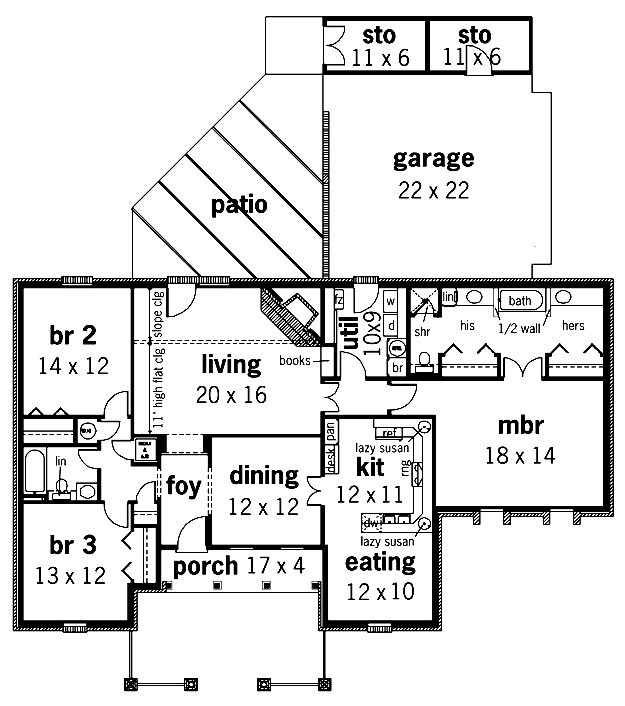 sto
11 x 6
sto
11 x 6
garage
22 x 22
patio
br 2
14 x 12
11" high flat clg
slope clg
living
20 x 16
books
fz
util
10x9
w
d
br
shr
lin
his
bath
1/2 wall
hers
mbr
18 x 14
pan
desk
ref
lazy susan
kit
12 x 11
rng
dw
lazy susan
eating
12 x 10
dining
12 x 12
foy
lin
br 3
13 x 12
porch 17 x 4